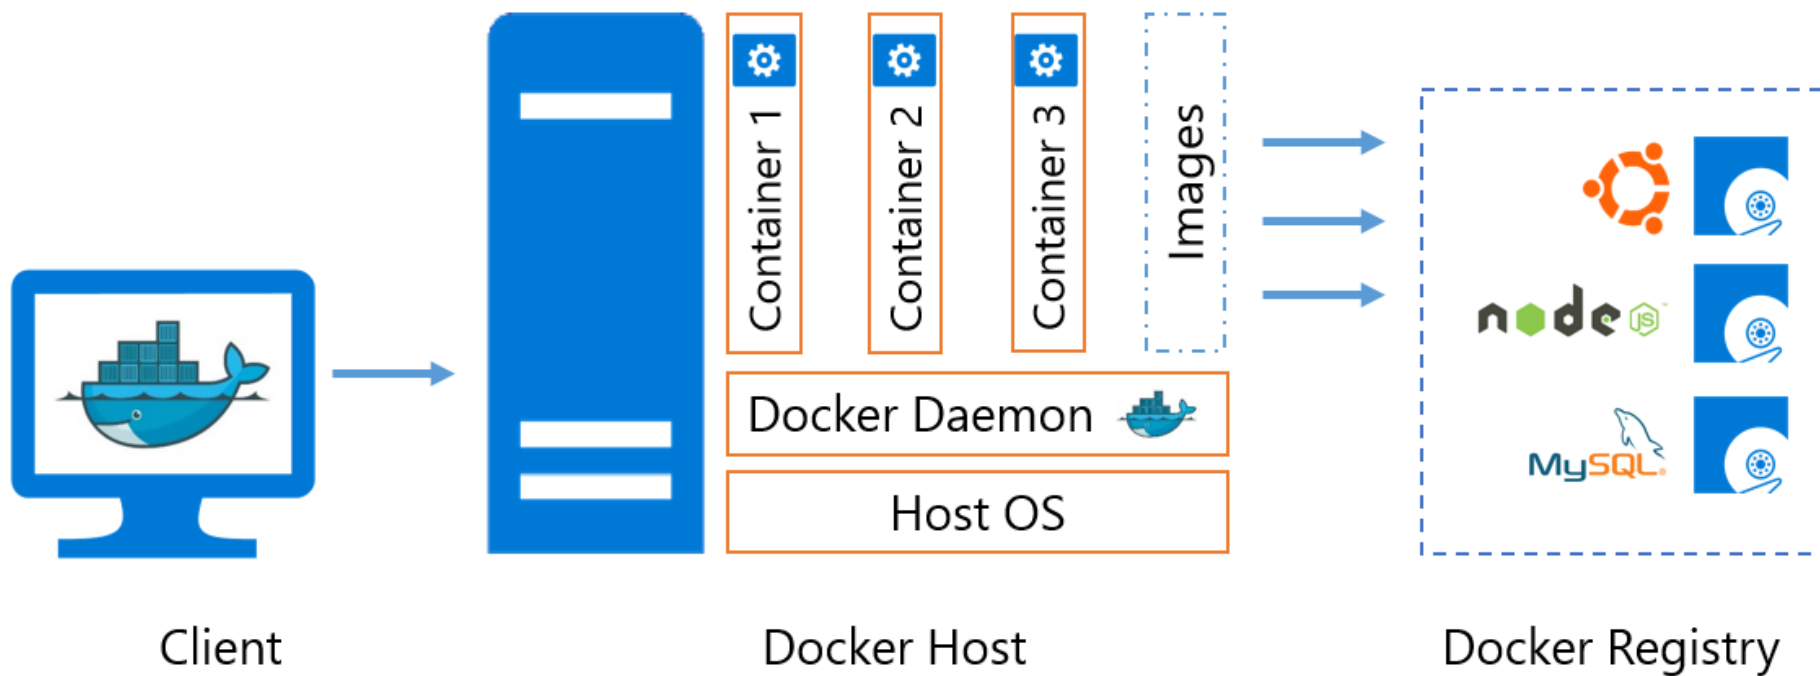 Container 1
Container 2
Container 3
Images
Docker Daemon
Host OS
node
JS
MySQL®
Client
Docker Host
Docker Registry